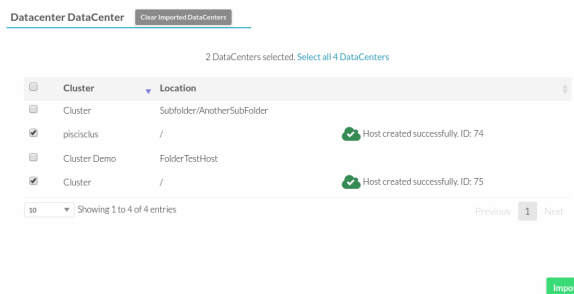 Datacenter DataCenter Clear Imported DataCenters
2 DataCenters selected. Select all 4 DataCenters
Cluster Location
Cluster Subfolder/AnotherSubFolder
piscisclus / Host created successfully. ID: 74
Cluster Demo FolderTestHost
Cluster / Host created successfully. ID: 75
10 Showing 1 to 4 of 4 entries Previous 1 Next